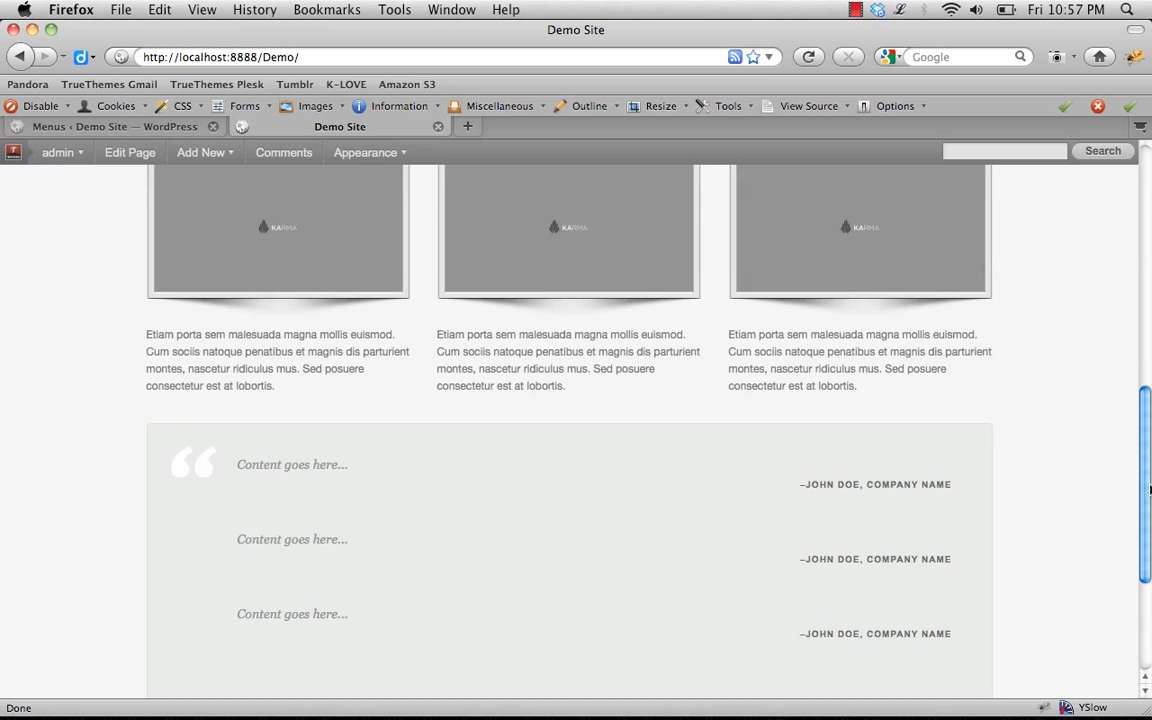 Firefox File Edit View History Bookmarks Tools Window Help Fri 10:57 PM
Demo Site
http://localhost:8888/Demo/ Google
Pandora TrueThemes Gmail TrueThemes Plesk Tumblr K-LOVE Amazon S3
Disable Cookies CSS Forms Images Information Miscellaneous Outline Resize Tools View Source Options
Menus ‹ Demo Site — WordPress Demo Site
admin Edit Page Add New Comments Appearance Search
KARMA KARMA KARMA
Etiam porta sem malesuada magna mollis euismod.
Cum sociis natoque penatibus et magnis dis parturient
montes, nascetur ridiculus mus. Sed posuere
consectetur est at lobortis.
Etiam porta sem malesuada magna mollis euismod.
Cum sociis natoque penatibus et magnis dis parturient
montes, nascetur ridiculus mus. Sed posuere
consectetur est at lobortis.
Etiam porta sem malesuada magna mollis euismod.
Cum sociis natoque penatibus et magnis dis parturient
montes, nascetur ridiculus mus. Sed posuere
consectetur est at lobortis.
“
Content goes here...
–JOHN DOE, COMPANY NAME
Content goes here...
–JOHN DOE, COMPANY NAME
Content goes here...
–JOHN DOE, COMPANY NAME
Done YSlow